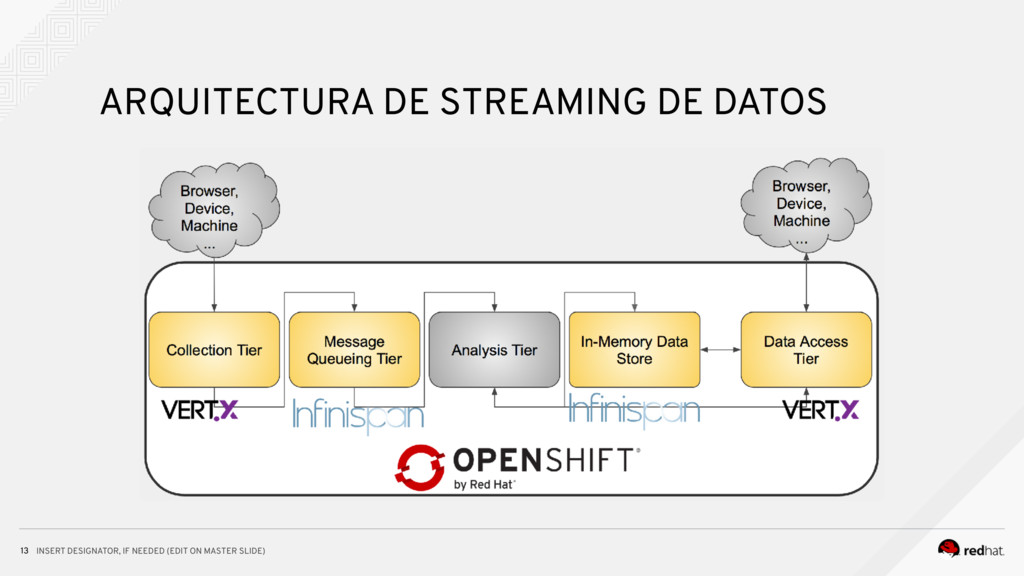 ARQUITECTURA DE STREAMING DE DATOS
Browser,
Device,
Machine
...
Browser,
Device,
Machine
...
Collection Tier
Message
Queueing Tier
Analysis Tier
In-Memory Data
Store
Data Access
Tier
VERT.X
Infinispan
Infinispan
VERT.X
OPENSHIFT®
by Red Hat™
13 INSERT DESIGNATOR, IF NEEDED (EDIT ON MASTER SLIDE)
redhat.